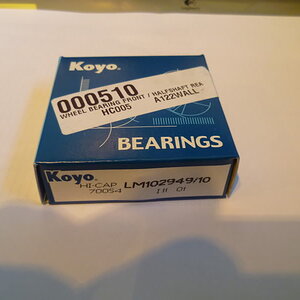 Koyo®
000510
WHEEL BEARING FRONT / HALFSHAFT REA
HC005 A122WALL
BEARINGS
Koyo®
HI-CAP LM102949/10
70054